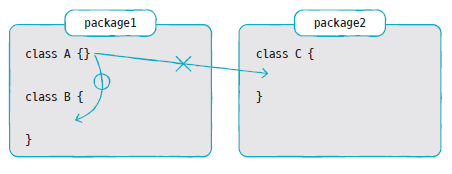 package1
class A {}
class B {
}
package2
class C {
}